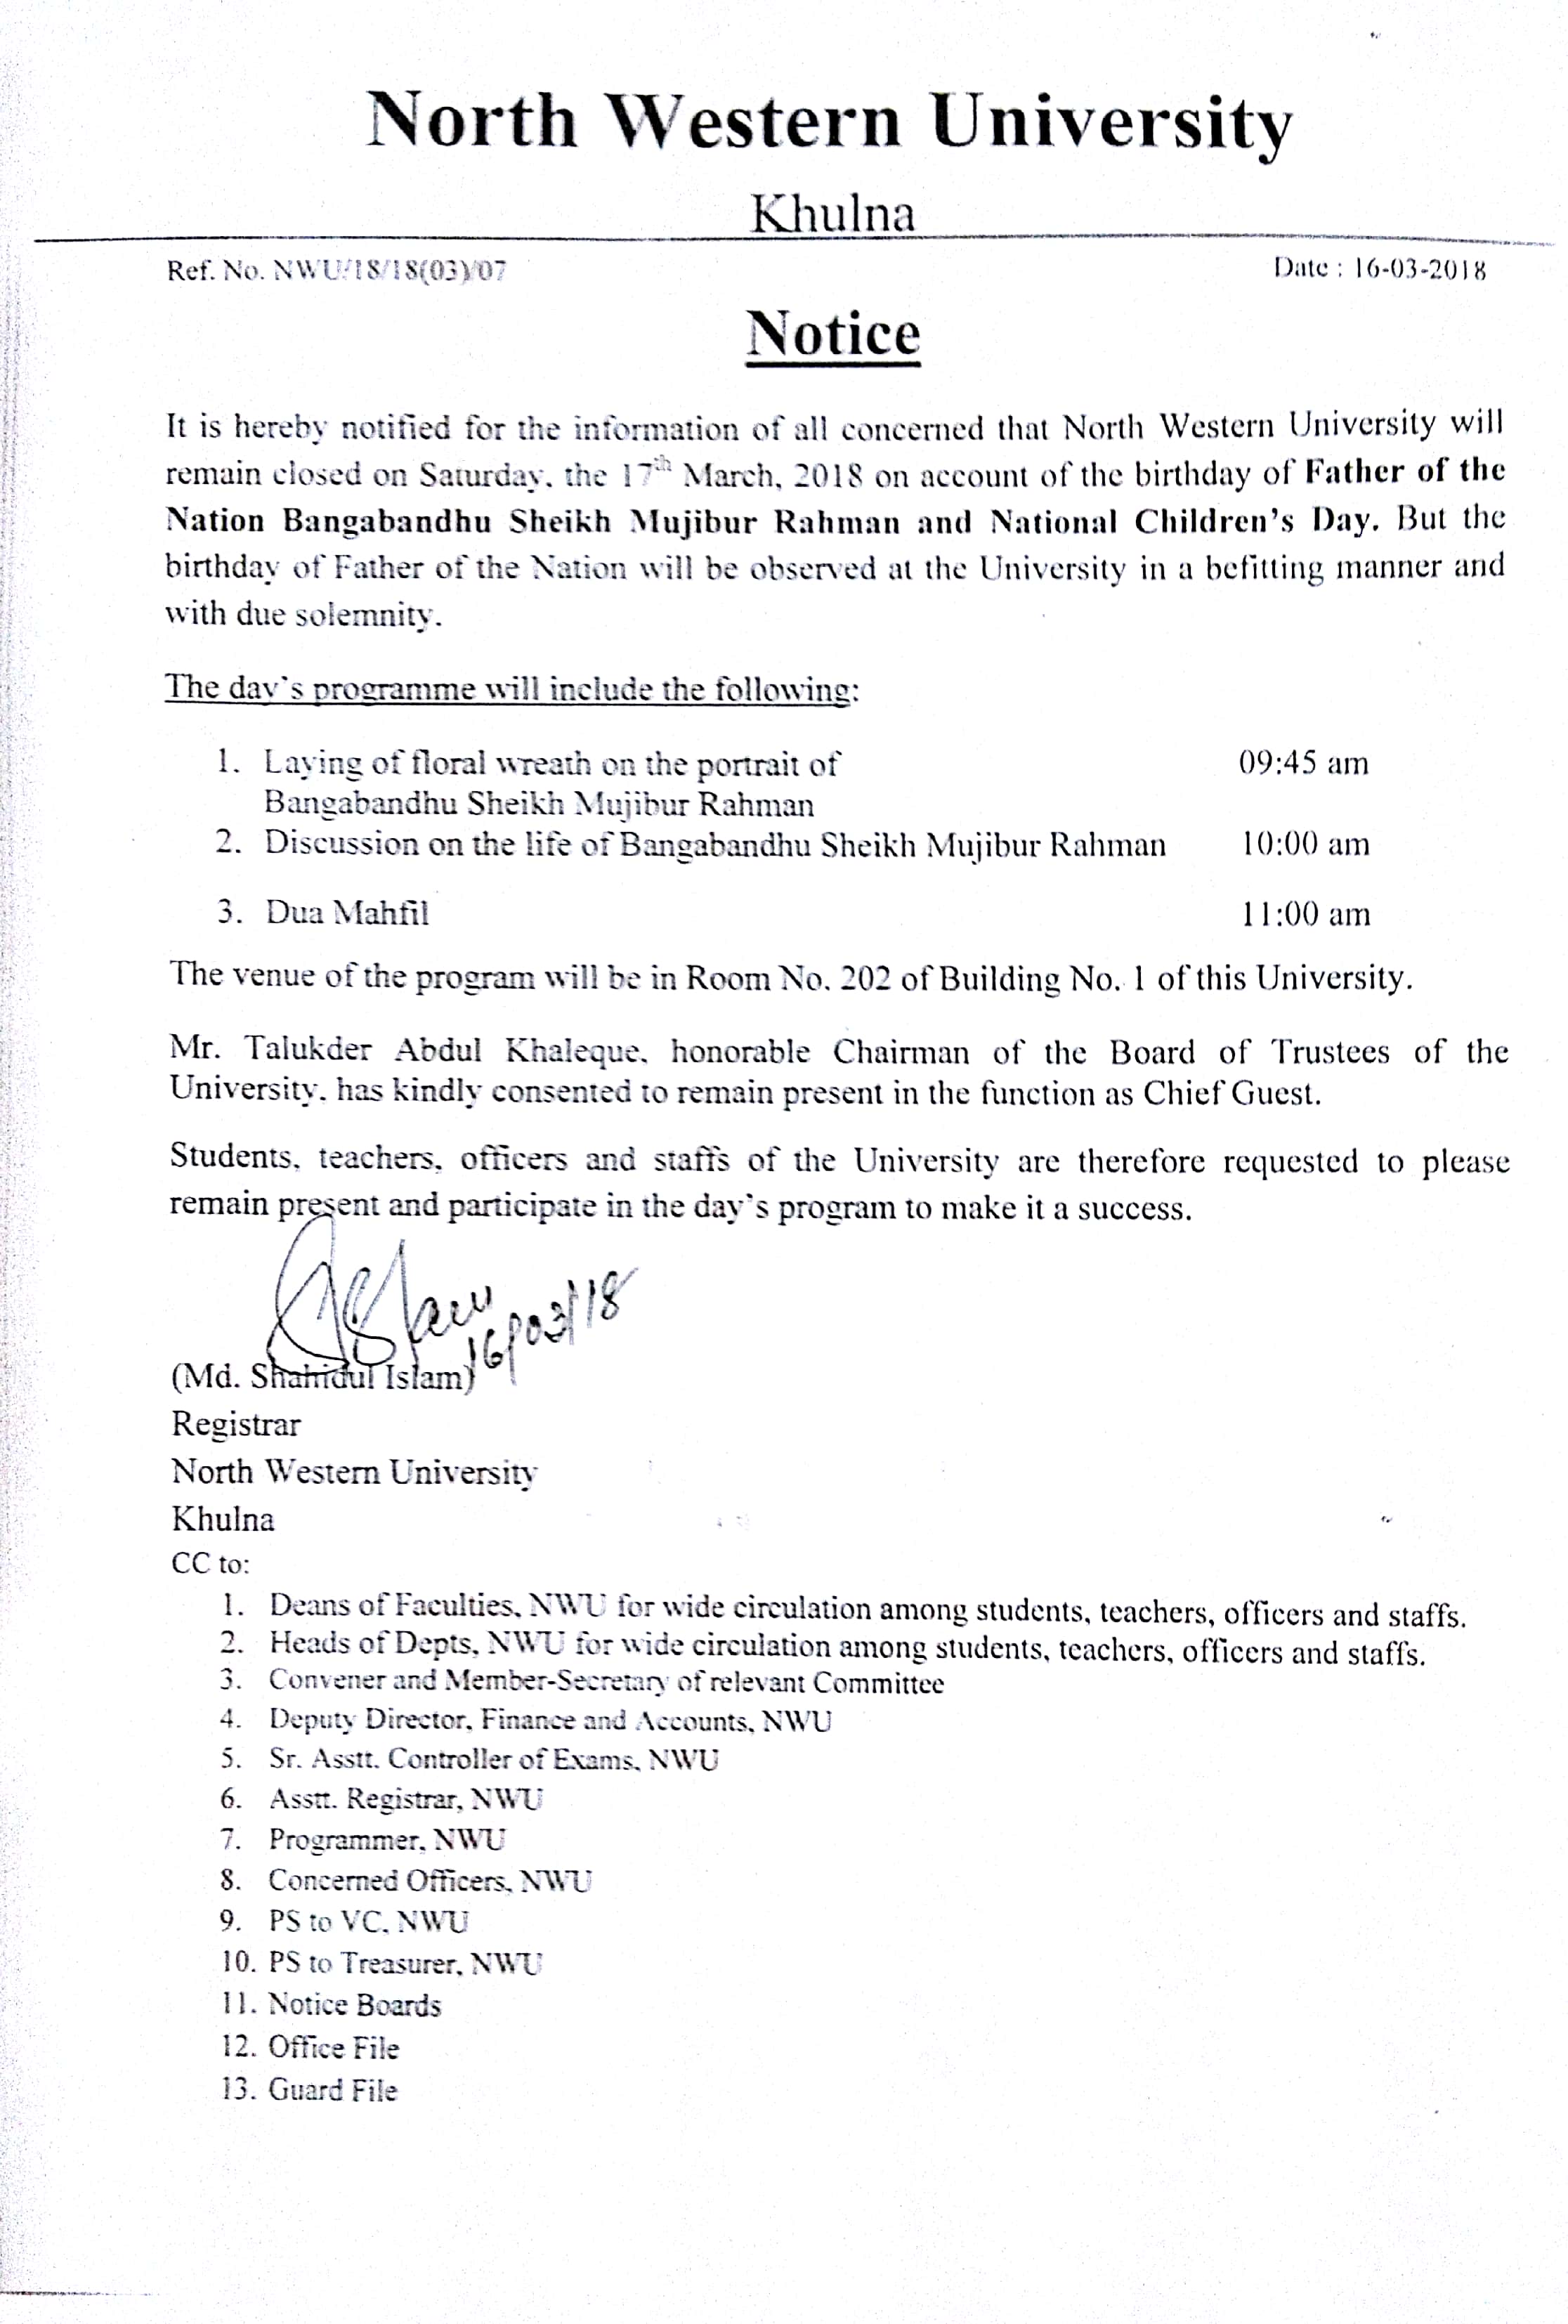 North Western University
Khulna
Ref. No. NWU/18/18(03)/07 Date : 16-03-2018
Notice
It is hereby notified for the information of all concerned that North Western University will
remain closed on Saturday, the 17th March, 2018 on account of the birthday of Father of the
Nation Bangabandhu Sheikh Mujibur Rahman and National Children's Day. But the
birthday of Father of the Nation will be observed at the University in a befitting manner and
with due solemnity.
The day's programme will include the following:
1. Laying of floral wreath on the portrait of 09:45 am
Bangabandhu Sheikh Mujibur Rahman
2. Discussion on the life of Bangabandhu Sheikh Mujibur Rahman 10:00 am
3. Dua Mahfil 11:00 am
The venue of the program will be in Room No. 202 of Building No. 1 of this University.
Mr. Talukder Abdul Khaleque, honorable Chairman of the Board of Trustees of the
University, has kindly consented to remain present in the function as Chief Guest.
Students, teachers, officers and staffs of the University are therefore requested to please
remain present and participate in the day's program to make it a success.
16/03/18
(Md. Shahidul Islam)
Registrar
North Western University
Khulna
CC to:
1. Deans of Faculties, NWU for wide circulation among students, teachers, officers and staffs.
2. Heads of Depts, NWU for wide circulation among students, teachers, officers and staffs.
3. Convener and Member-Secretary of relevant Committee
4. Deputy Director, Finance and Accounts, NWU
5. Sr. Asstt. Controller of Exams, NWU
6. Asstt. Registrar, NWU
7. Programmer, NWU
8. Concerned Officers, NWU
9. PS to VC, NWU
10. PS to Treasurer, NWU
11. Notice Boards
12. Office File
13. Guard File